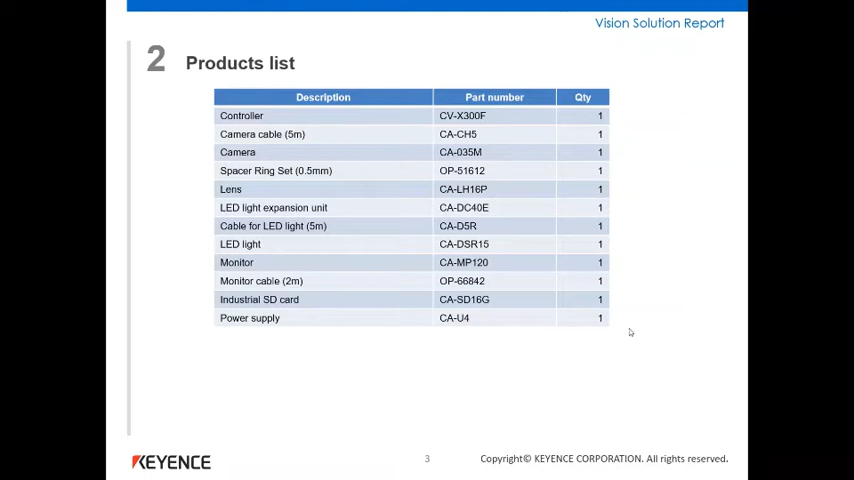 Vision Solution Report
2 Products list
Description Part number Qty
Controller CV-X300F 1
Camera cable (5m) CA-CH5 1
Camera CA-035M 1
Spacer Ring Set (0.5mm) OP-51612 1
Lens CA-LH16P 1
LED light expansion unit CA-DC40E 1
Cable for LED light (5m) CA-D5R 1
LED light CA-DSR15 1
Monitor CA-MP120 1
Monitor cable (2m) OP-66842 1
Industrial SD card CA-SD16G 1
Power supply CA-U4 1
KEYENCE 3 Copyright© KEYENCE CORPORATION. All rights reserved.